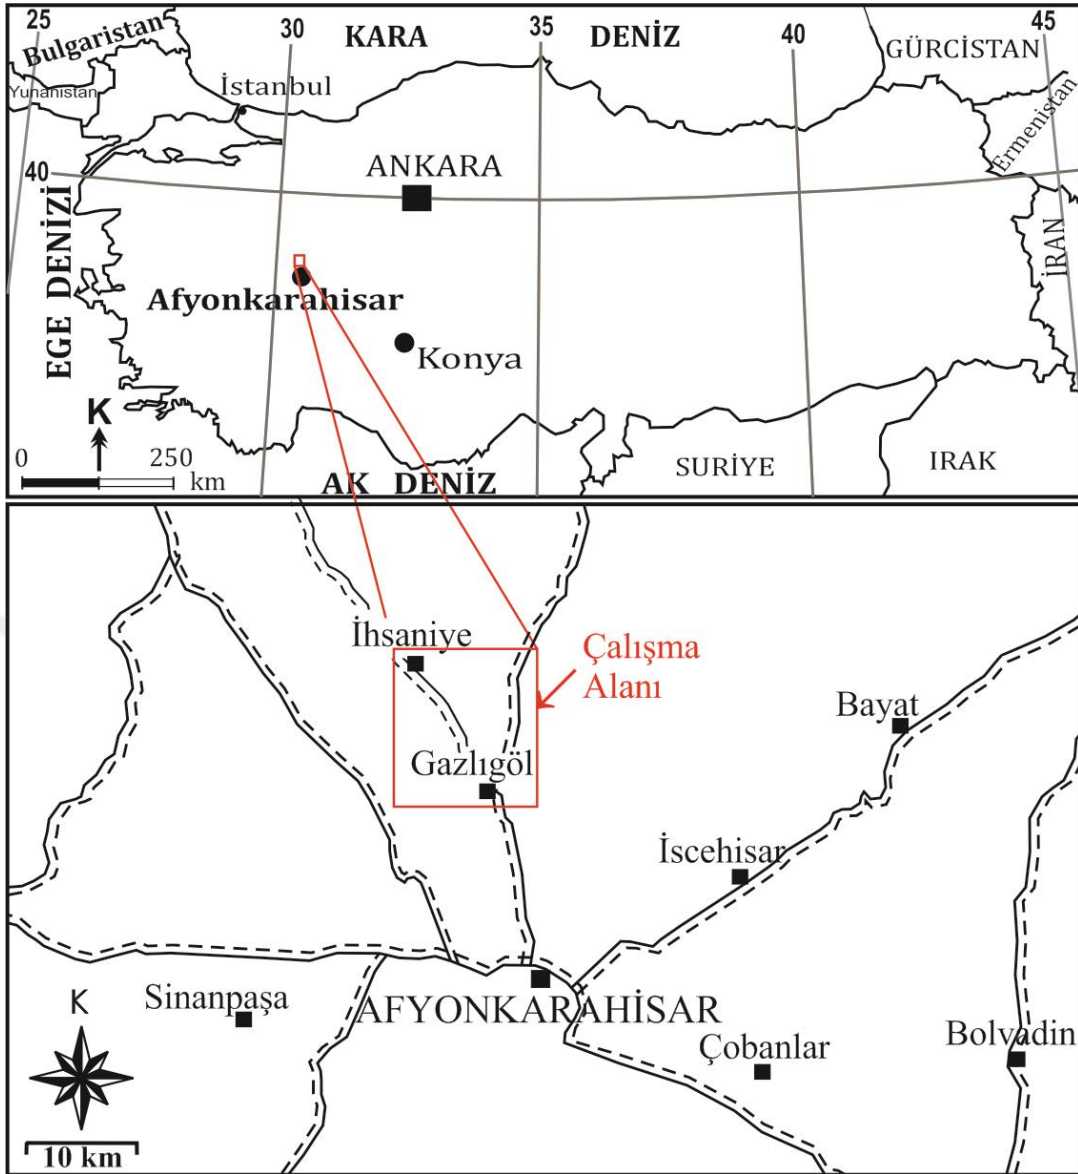 25
30
KARA
35
DENİZ
40
45
Bulgaristan
GÜRCİSTAN
Yunanistan
İstanbul
Ermenistan
40
ANKARA
EGE DENİZİ
İRAN
Afyonkarahisar
Konya
K
0
250
km
AK DENİZ
SURİYE
IRAK
İhsaniye
Çalışma
Alanı
Bayat
Gazlıgöl
İscehisar
K
Sinanpaşa
AFYONKARAHİSAR
Çobanlar
Bolvadin
10 km